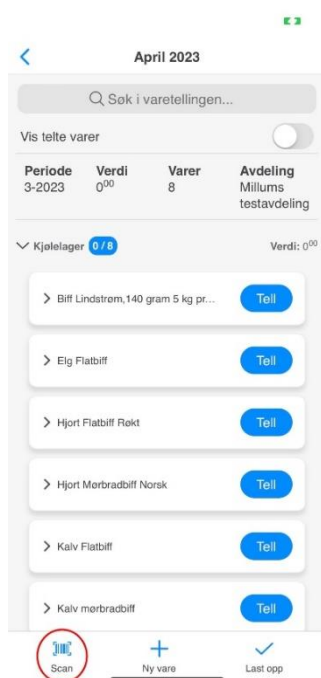 April 2023
Søk i varetellingen...
Vis telte varer
Periode Verdi Varer Avdeling
3-2023 0⁰⁰ 8 Millums
testavdeling
Kjølelager 0/8 Verdi: 0⁰⁰
Biff Lindstrøm,140 gram 5 kg pr... Tell
Elg Flatbiff Tell
Hjort Flatbiff Røkt Tell
Hjort Mørbradbiff Norsk Tell
Kalv Flatbiff Tell
Kalv mørbradbiff Tell
Scan Ny vare Last opp